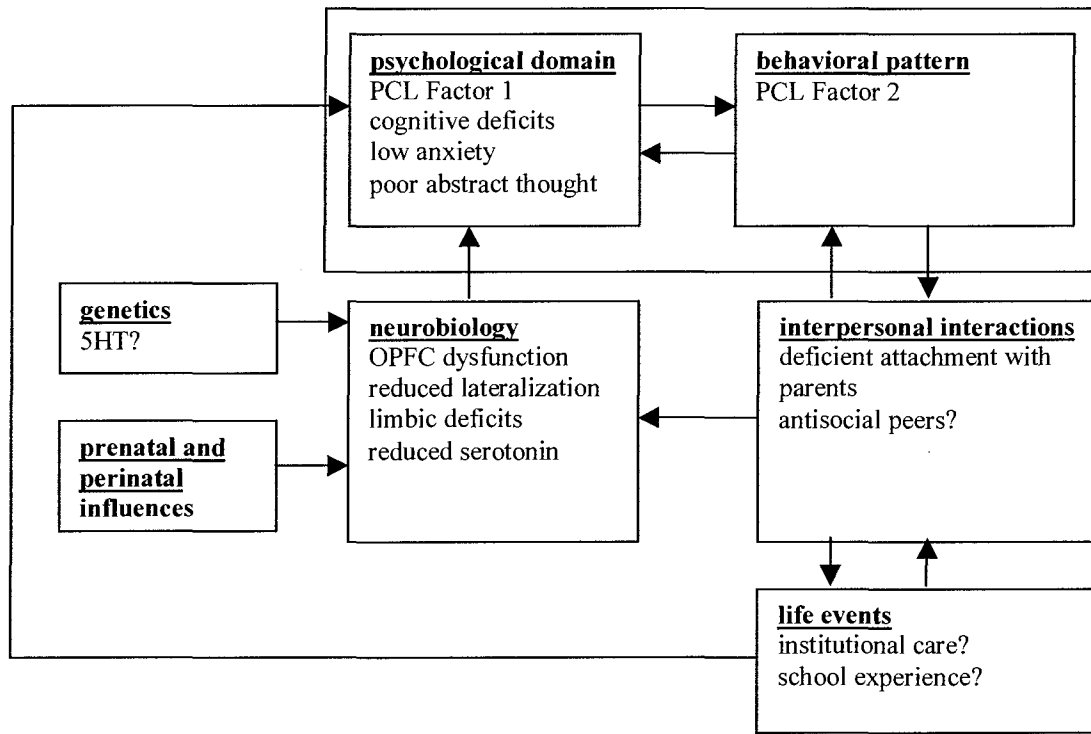 psychological domain
PCL Factor 1
cognitive deficits
low anxiety
poor abstract thought
behavioral pattern
PCL Factor 2
genetics
5HT?
neurobiology
OPFC dysfunction
reduced lateralization
limbic deficits
reduced serotonin
interpersonal interactions
deficient attachment with
parents
antisocial peers?
prenatal and
perinatal
influences
life events
institutional care?
school experience?